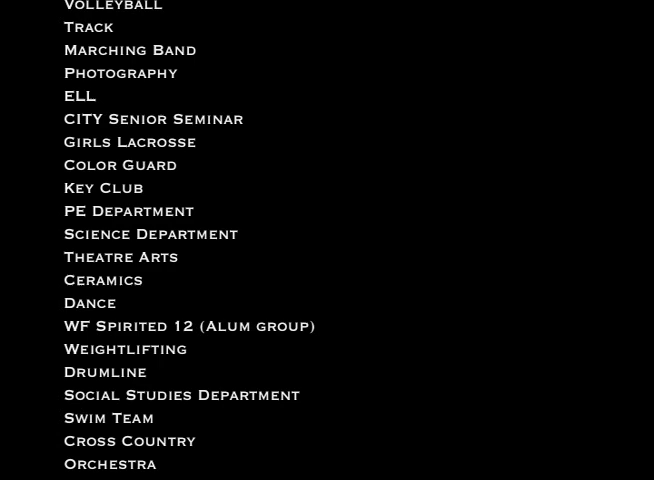 Volleyball
Track
Marching Band
Photography
ELL
CITY Senior Seminar
Girls Lacrosse
Color Guard
Key Club
PE Department
Science Department
Theatre Arts
Ceramics
Dance
WF Spirited 12 (Alum group)
Weightlifting
Drumline
Social Studies Department
Swim Team
Cross Country
Orchestra